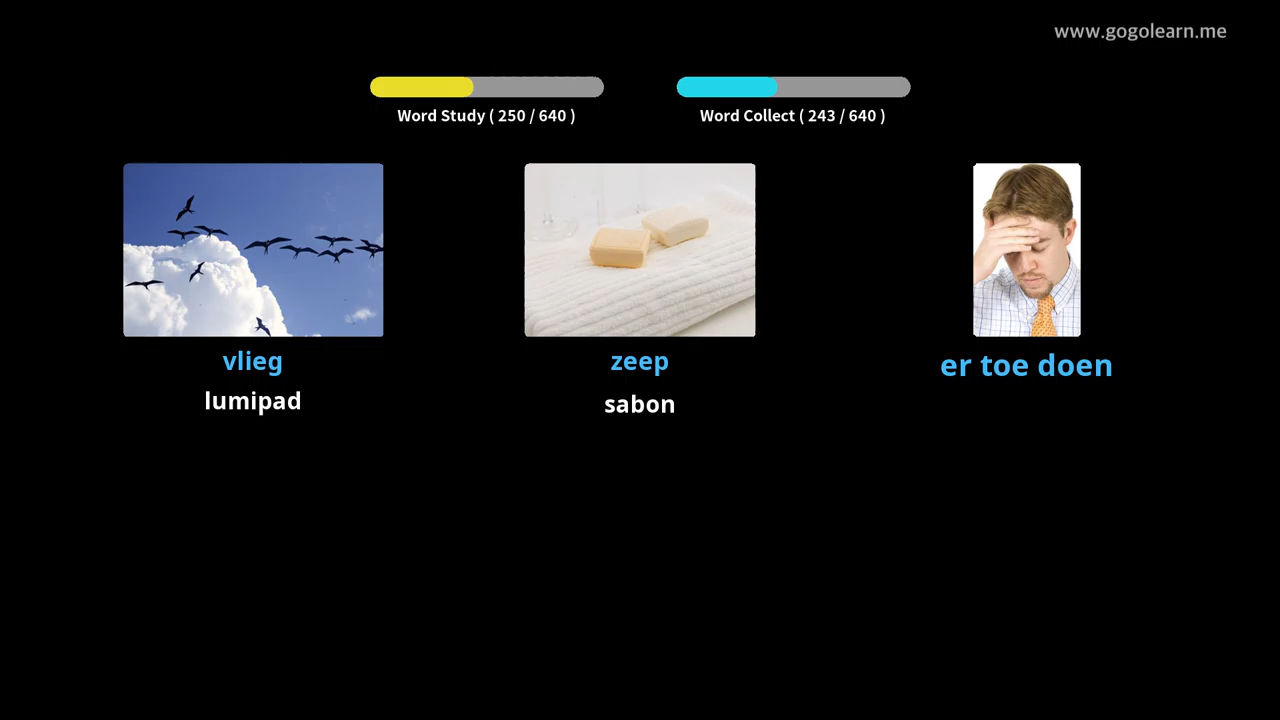 www.gogolearn.me
Word Study ( 250 / 640 )
Word Collect ( 243 / 640 )
vlieg
lumipad
zeep
sabon
er toe doen